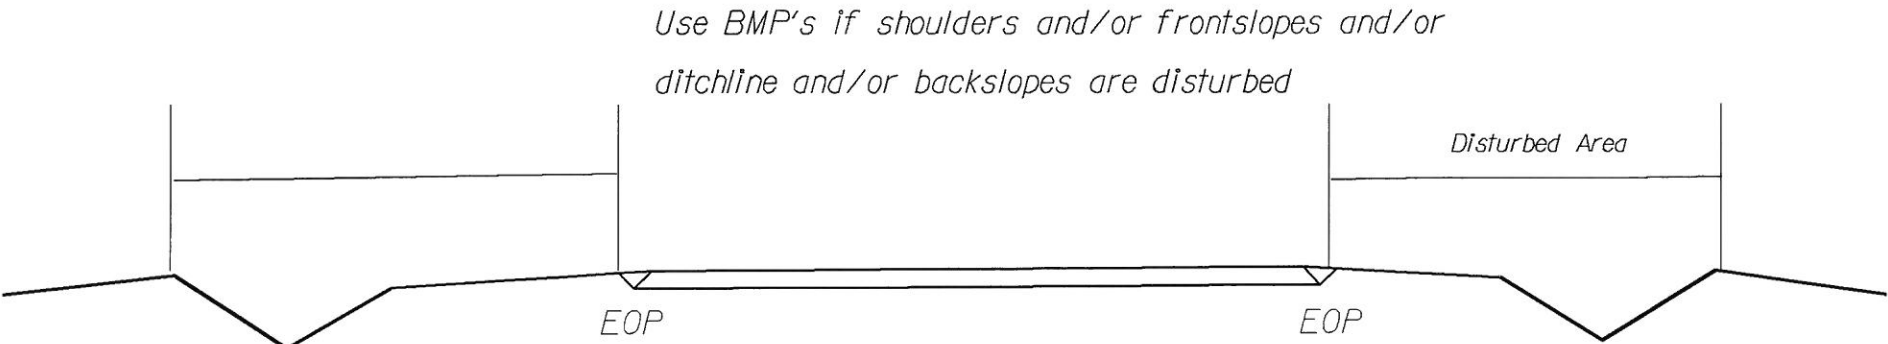 Use BMP's if shoulders and/or frontslopes and/or
ditchline and/or backslopes are disturbed
Disturbed Area
EOP
EOP